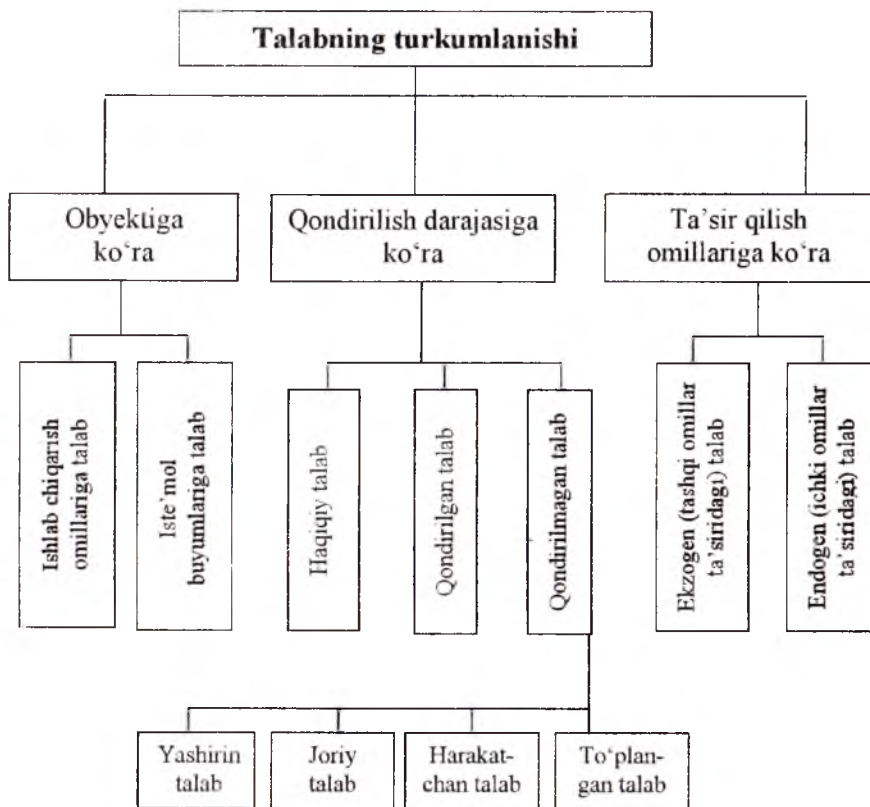 Talabning turkumlanishi
Obyektiga
ko‘ra
Qondirilish darajasiga
ko‘ra
Ta’sir qilish
omillariga ko‘ra
Ishlab chiqarish
omillariga talab
Iste’mol
buyumlariga talab
Haqiqiy talab
Qondirilgan talab
Qondirilmagan talab
Ekzogen (tashqi omillar
ta’siridagi) talab
Endogen (ichki omillar
ta’siridagi) talab
Yashirin
talab
Joriy
talab
Harakat-
chan talab
To‘plan-
gan talab